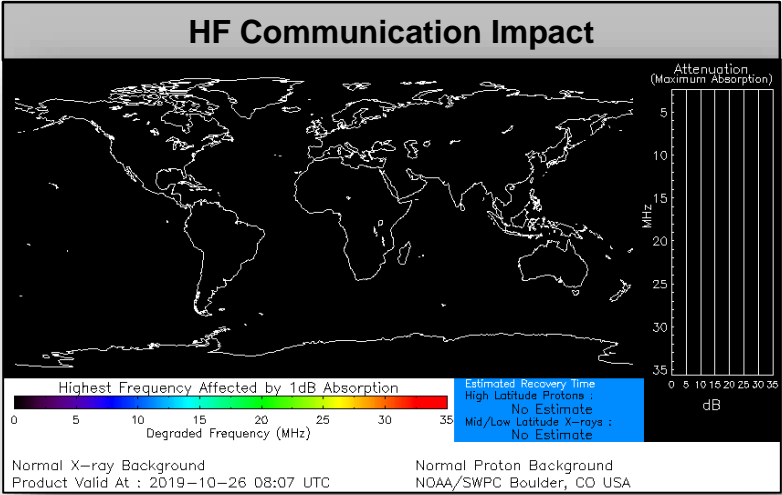 HF Communication Impact
Attenuation
(Maximum Absorption)
5
10
15
20
25
30
35
MHz
0 5 10 15 20 25 30 35
dB
Highest Frequency Affected by 1dB Absorption
0 5 10 15 20 25 30 35
Degraded Frequency (MHz)
Estimated Recovery Time
High Latitude Protons :
No Estimate
Mid/Low Latitude X-rays :
No Estimate
Normal X-ray Background
Product Valid At : 2019-10-26 08:07 UTC
Normal Proton Background
NOAA/SWPC Boulder, CO USA